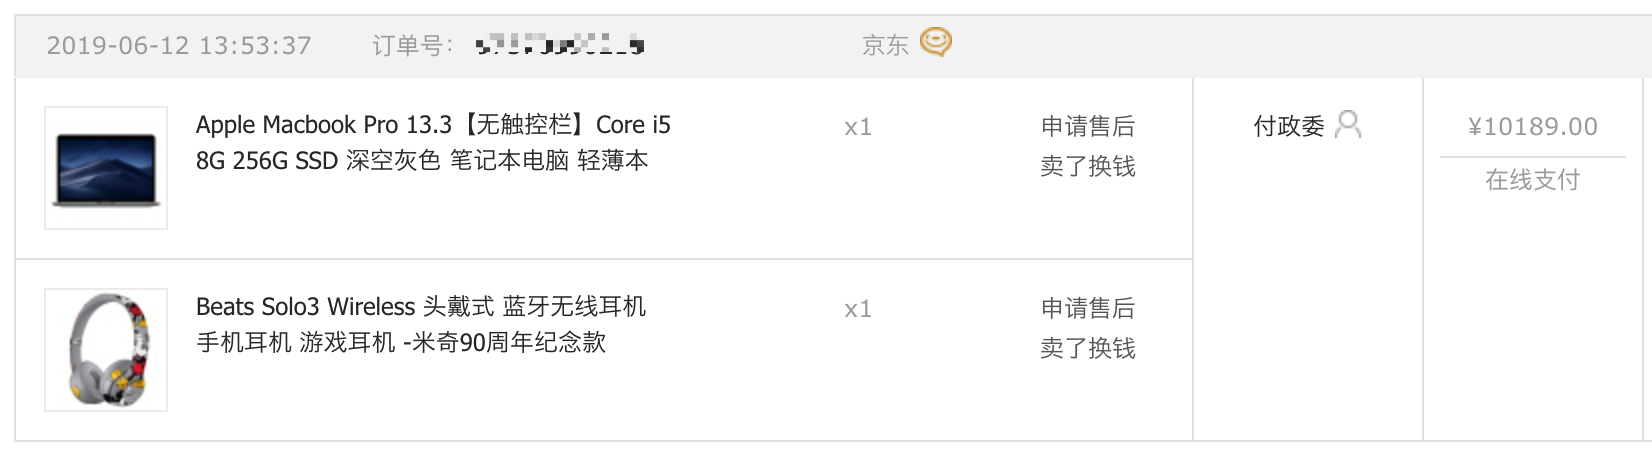 2019-06-12 13:53:37 订单号： 京东
Apple Macbook Pro 13.3【无触控栏】Core i5
8G 256G SSD 深空灰色 笔记本电脑 轻薄本
x1
申请售后
卖了换钱
付政委
¥10189.00
在线支付
Beats Solo3 Wireless 头戴式 蓝牙无线耳机
手机耳机 游戏耳机 -米奇90周年纪念款
x1
申请售后
卖了换钱